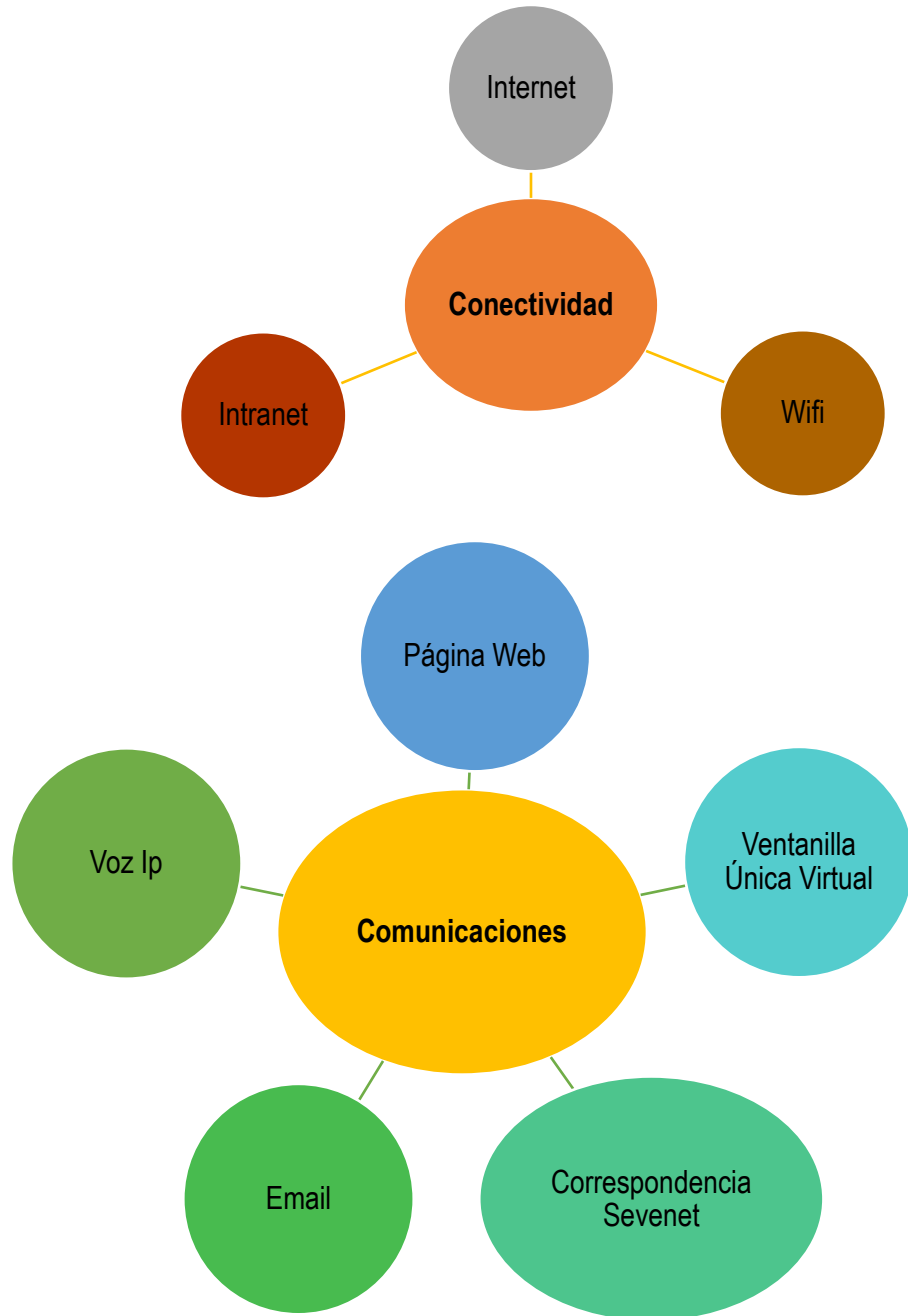 Internet
Conectividad
Intranet
Wifi
Página Web
Voz Ip
Ventanilla
Única Virtual
Comunicaciones
Email
Correspondencia
Sevenet